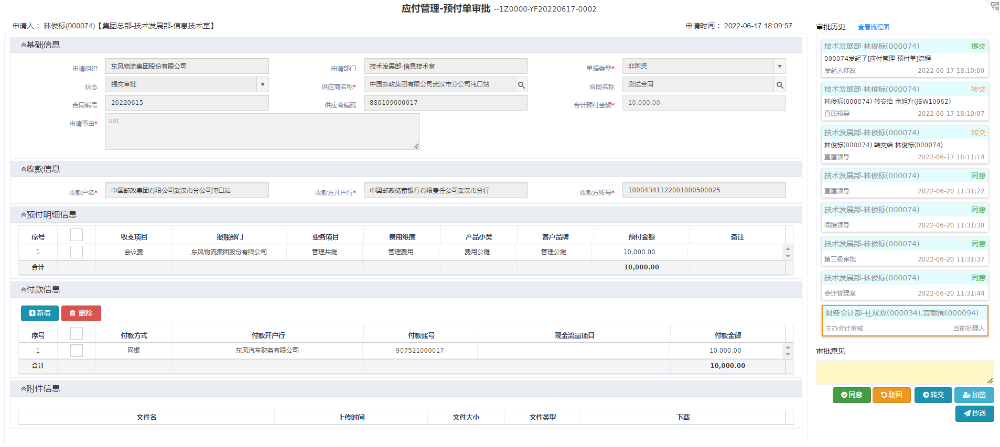 应付管理-预付单审批 --1Z0000-YF20220617-0002
申请人： 林俊标(000074)【集团总部-技术发展部-信息技术室】
申请时间： 2022-06-17 18:09:57
基础信息
申请组织 东风物流集团股份有限公司 申请部门 技术发展部-信息技术室 单据类型* 非固资
状态 提交审批 供应商名称* 中国邮政集团有限公司武汉市分公司沌口站 合同名称 测试合同
合同编号 20220615 供应商编码 880109000017 合计预付金额* 10,000.00
申请事由* uat
收款信息
收款户名* 中国邮政集团有限公司武汉市分公司沌口站 收款方开户行* 中国邮政储蓄银行有限责任公司武汉市分行 收款方账号* 10004341122001000500025
预付明细信息
序号 收支项目 报账部门 业务项目 费用维度 产品小类 客户品牌 预付金额 备注
1 会议费 东风物流集团股份有限公司 管理共摊 管理费用 费用公摊 管理公摊 10,000.00
合计 10,000.00
付款信息
新增 删除
序号 付款方式 付款开户行 付款账号 现金流量项目 付款金额
1 网银 东风汽车财务有限公司 907521000017 10,000.00
合计 10,000.00
附件信息
文件名 上传时间 文件大小 文件类型 下载
审批历史 查看流程图
技术发展部-林俊标(000074) 提交
000074发起了[应付管理-预付单]流程
发起人修改 2022-06-17 18:10:00
技术发展部-林俊标(000074) 转交
林俊标(000074) 转交给 余旭升(JSW10062)
直属领导 2022-06-17 18:10:07
技术发展部-林俊标(000074) 转交
林俊标(000074) 转交给 林俊标(000074)
直属领导 2022-06-17 18:11:14
技术发展部-林俊标(000074) 同意
直属领导 2022-06-20 11:31:22
技术发展部-林俊标(000074) 同意
间接领导 2022-06-20 11:31:30
技术发展部-林俊标(000074) 同意
第三级审批 2022-06-20 11:31:37
技术发展部-林俊标(000074) 同意
会计管理室 2022-06-20 11:31:44
财务会计部-杜双双(000034),曾献周(000094)
主办会计审核 当前处理人
审批意见
同意 驳回 转交 加签
抄送